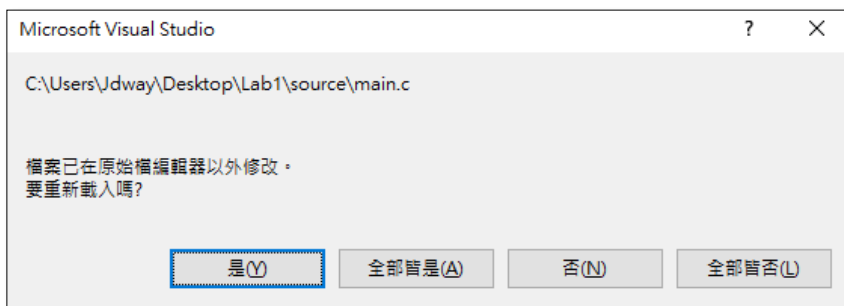 Microsoft Visual Studio ?
C:\Users\Jdway\Desktop\Lab1\source\main.c
檔案已在原始檔編輯器以外修改。
要重新載入嗎?
是(Y) 全部皆是(A) 否(N) 全部皆否(L)